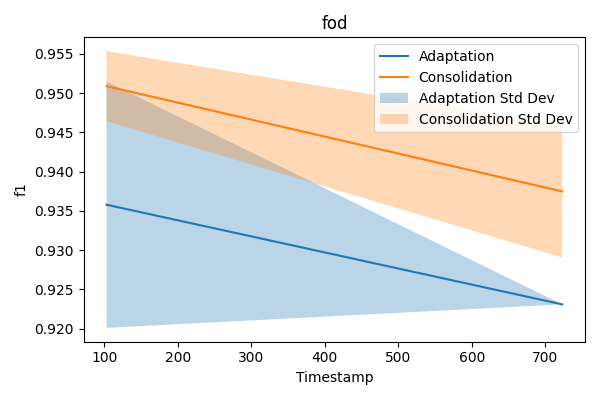 fod
f1
0.955
0.950
0.945
0.940
0.935
0.930
0.925
0.920
Adaptation
Consolidation
Adaptation Std Dev
Consolidation Std Dev
100 200 300 400 500 600 700
Timestamp